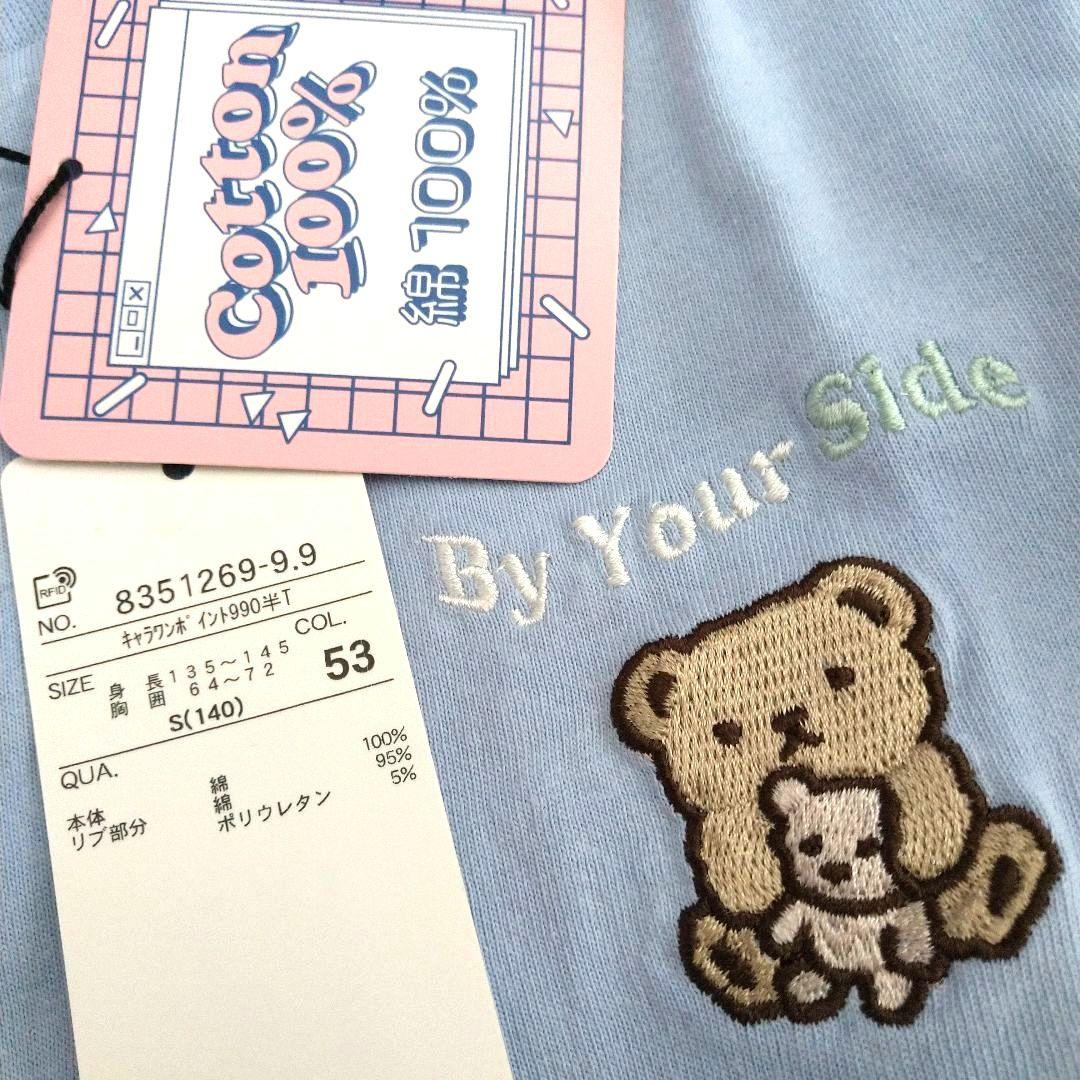 Cotton
100%
綿 100%
By Your Side
RFID
NO. 8351269-9.9
ｷｬﾗﾜﾝﾎﾟｲﾝﾄ990半T
SIZE 身長 135～145 COL.
胸囲 64～72 53
S(140)
QUA.
本体 綿 100%
リブ部分 綿 95%
ポリウレタン 5%